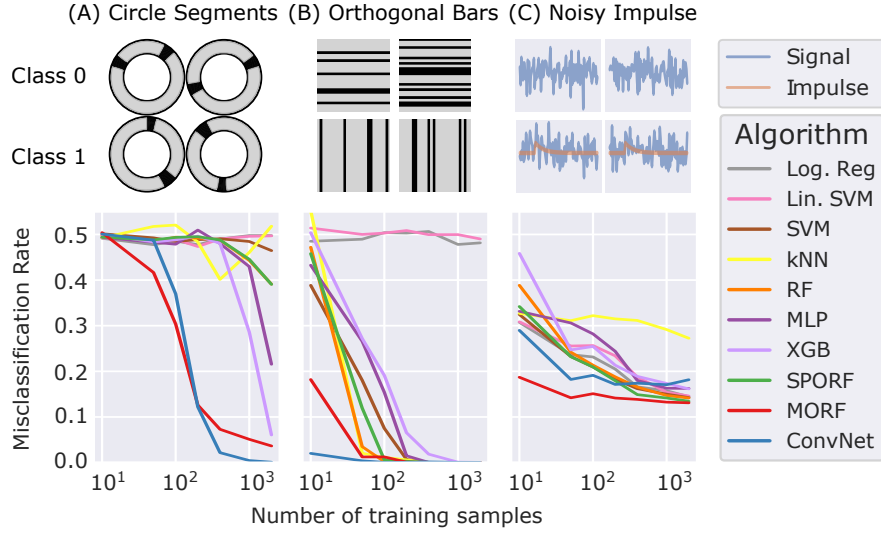 (A) Circle Segments (B) Orthogonal Bars (C) Noisy Impulse
Class 0
Class 1
Signal
Impulse
Algorithm
Log. Reg
Lin. SVM
SVM
kNN
RF
MLP
XGB
SPORF
MORF
ConvNet
Misclassification Rate
0.5
0.4
0.3
0.2
0.1
0.0
10¹ 10² 10³ 10¹ 10² 10³ 10¹ 10² 10³
Number of training samples